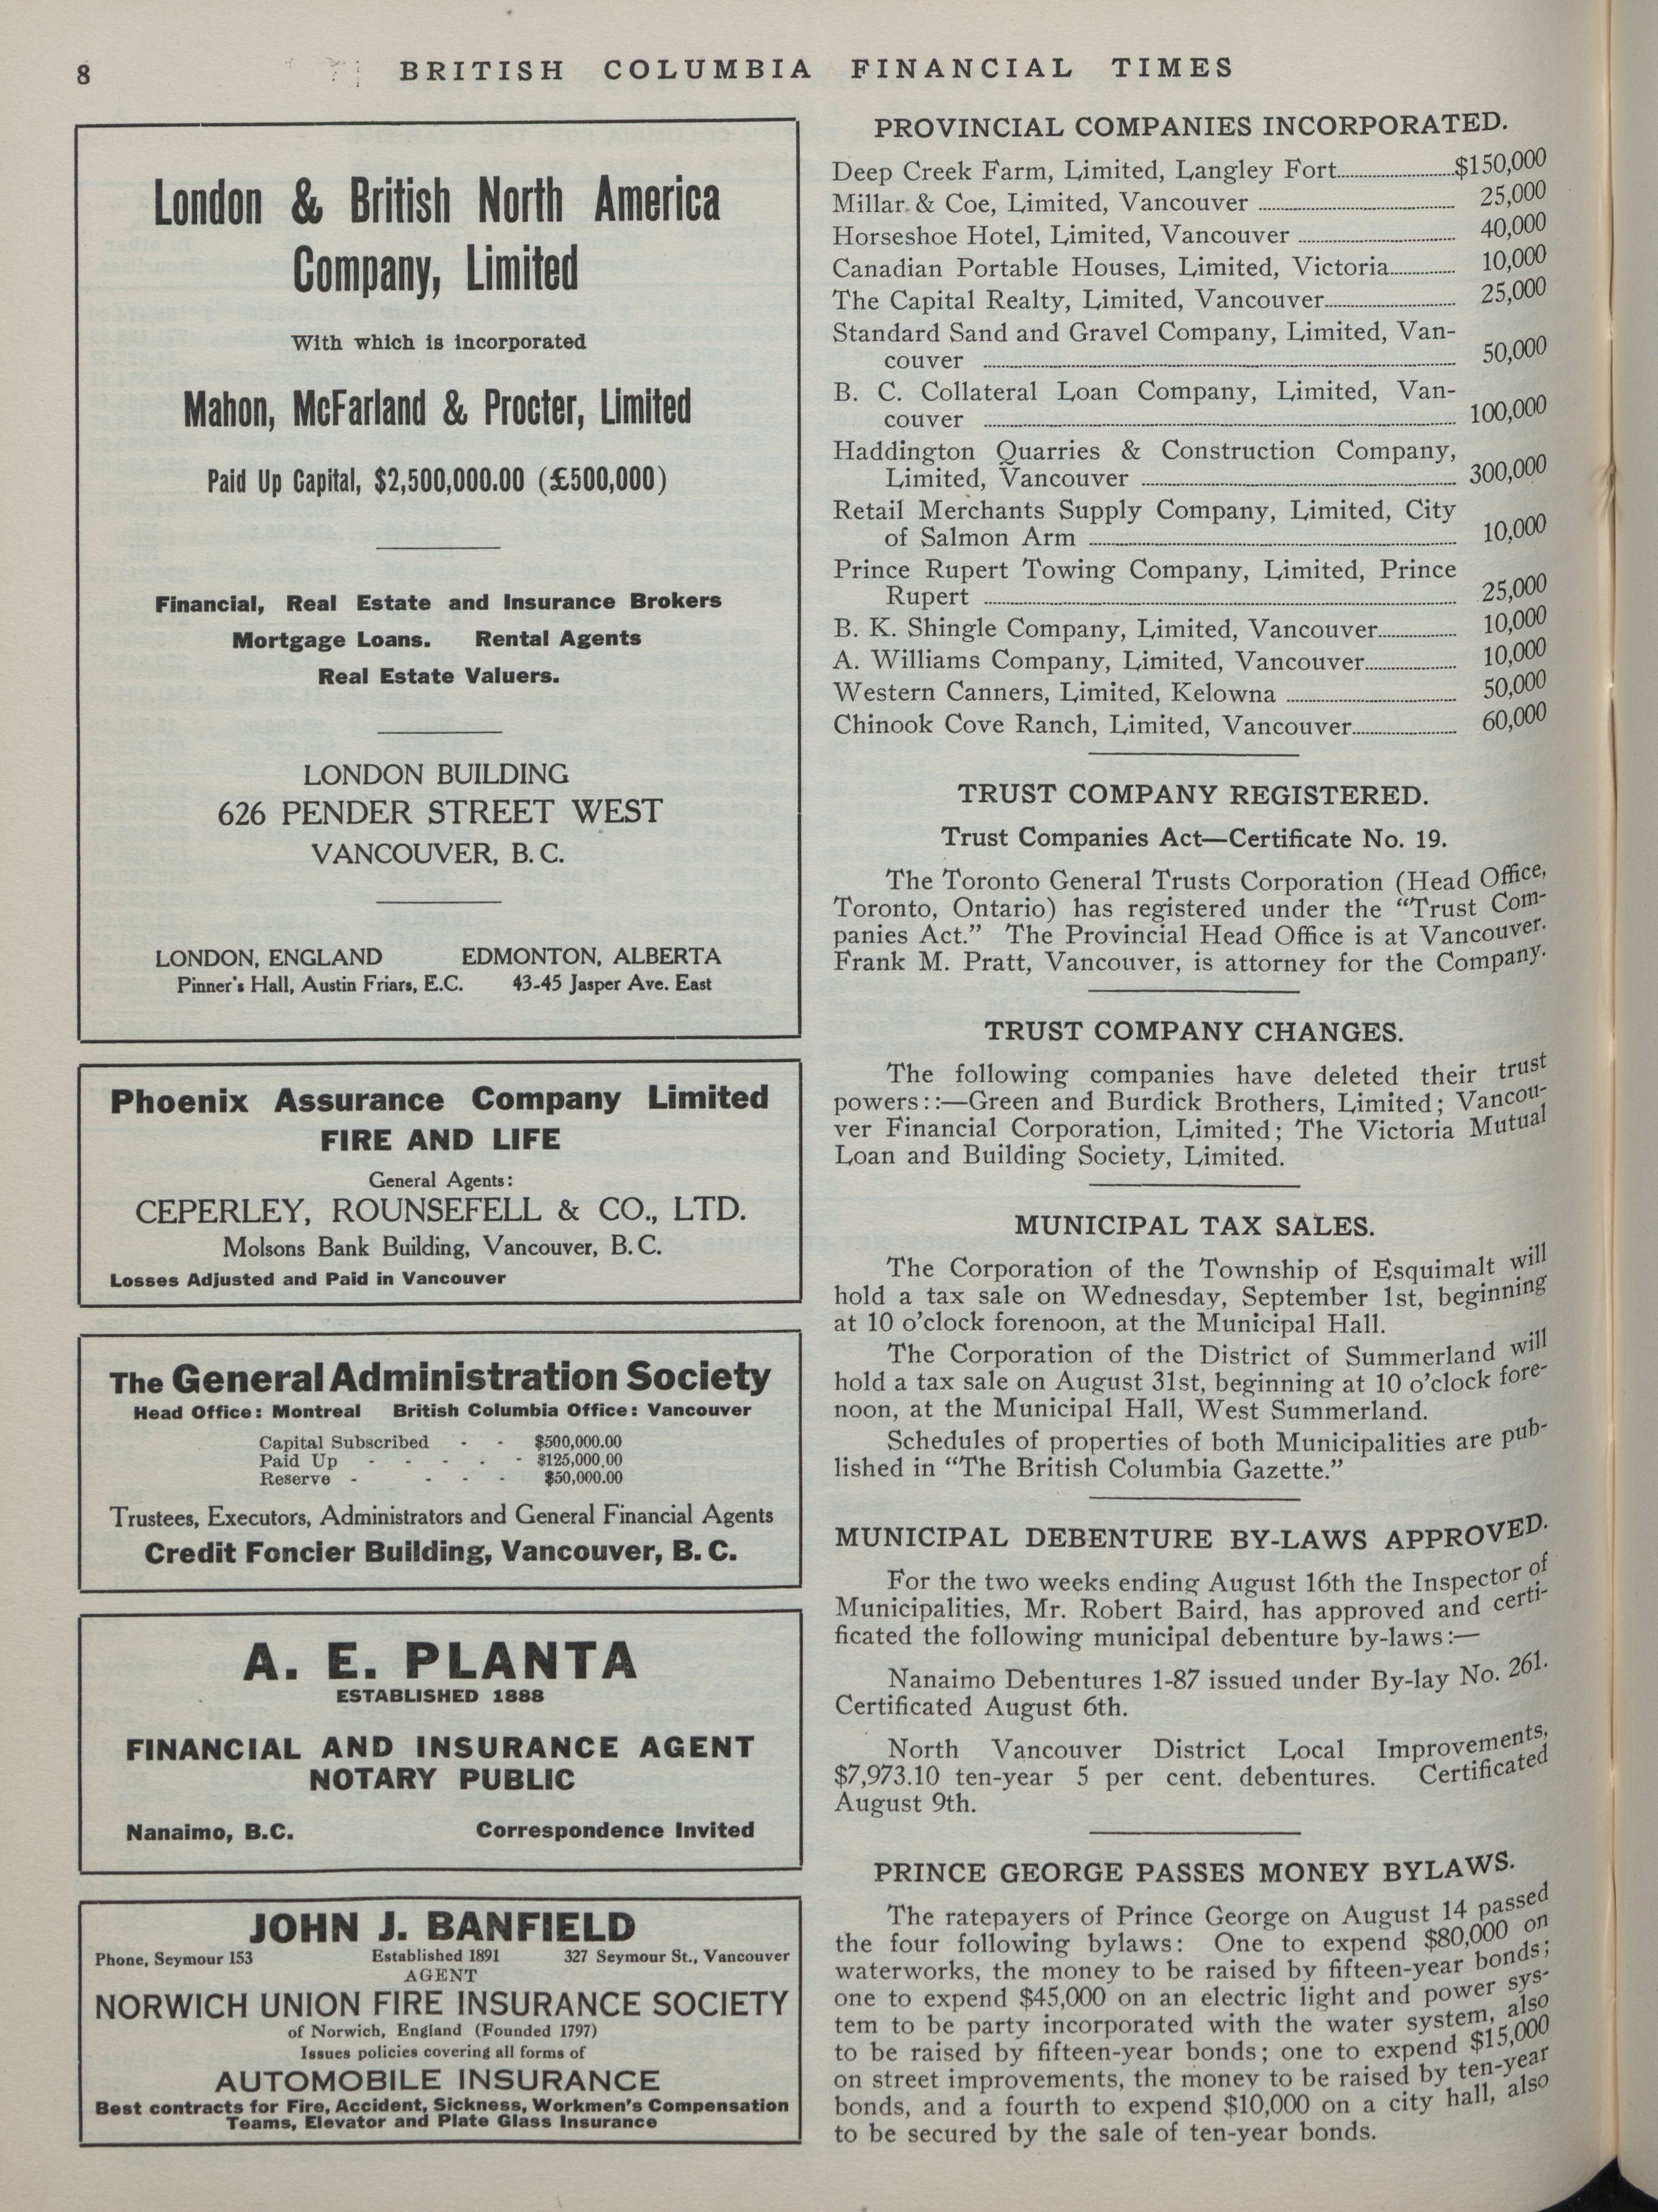 8
BRITISH COLUMBIA FINANCIAL TIMES
London & British North America
Company, Limited
With which is incorporated
Mahon, McFarland & Procter, Limited
Paid Up Capital, $2,500,000.00 (£500,000)
Financial, Real Estate and Insurance Brokers
Mortgage Loans. Rental Agents
Real Estate Valuers.
LONDON BUILDING
626 PENDER STREET WEST
VANCOUVER, B. C.
LONDON, ENGLAND EDMONTON, ALBERTA
Pinner's Hall, Austin Friars, E.C. 43-45 Jasper Ave. East
Phoenix Assurance Company Limited
FIRE AND LIFE
General Agents:
CEPERLEY, ROUNSEFELL & CO., LTD.
Molsons Bank Building, Vancouver, B. C.
Losses Adjusted and Paid in Vancouver
The General Administration Society
Head Office: Montreal British Columbia Office: Vancouver
Capital Subscribed - - $500,000.00
Paid Up - - - - - $125,000.00
Reserve - - - - $50,000.00
Trustees, Executors, Administrators and General Financial Agents
Credit Foncier Building, Vancouver, B. C.
A. E. PLANTA
ESTABLISHED 1888
FINANCIAL AND INSURANCE AGENT
NOTARY PUBLIC
Nanaimo, B.C. Correspondence Invited
JOHN J. BANFIELD
Phone, Seymour 153 Established 1891 327 Seymour St., Vancouver
AGENT
NORWICH UNION FIRE INSURANCE SOCIETY
of Norwich, England (Founded 1797)
Issues policies covering all forms of
AUTOMOBILE INSURANCE
Best contracts for Fire, Accident, Sickness, Workmen's Compensation
Teams, Elevator and Plate Glass Insurance
PROVINCIAL COMPANIES INCORPORATED.
Deep Creek Farm, Limited, Langley Fort..........$150,000
Millar & Coe, Limited, Vancouver .......... 25,000
Horseshoe Hotel, Limited, Vancouver .......... 40,000
Canadian Portable Houses, Limited, Victoria.......... 10,000
The Capital Realty, Limited, Vancouver.......... 25,000
Standard Sand and Gravel Company, Limited, Van-
couver .......... 50,000
B. C. Collateral Loan Company, Limited, Van-
couver .......... 100,000
Haddington Quarries & Construction Company,
Limited, Vancouver .......... 300,000
Retail Merchants Supply Company, Limited, City
of Salmon Arm .......... 10,000
Prince Rupert Towing Company, Limited, Prince
Rupert .......... 25,000
B. K. Shingle Company, Limited, Vancouver.......... 10,000
A. Williams Company, Limited, Vancouver.......... 10,000
Western Canners, Limited, Kelowna .......... 50,000
Chinook Cove Ranch, Limited, Vancouver.......... 60,000
TRUST COMPANY REGISTERED.
Trust Companies Act—Certificate No. 19.
The Toronto General Trusts Corporation (Head Office,
Toronto, Ontario) has registered under the "Trust Com-
panies Act." The Provincial Head Office is at Vancouver.
Frank M. Pratt, Vancouver, is attorney for the Company.
TRUST COMPANY CHANGES.
The following companies have deleted their trust
powers::—Green and Burdick Brothers, Limited; Vancou-
ver Financial Corporation, Limited; The Victoria Mutual
Loan and Building Society, Limited.
MUNICIPAL TAX SALES.
The Corporation of the Township of Esquimalt will
hold a tax sale on Wednesday, September 1st, beginning
at 10 o'clock forenoon, at the Municipal Hall.
The Corporation of the District of Summerland will
hold a tax sale on August 31st, beginning at 10 o'clock fore-
noon, at the Municipal Hall, West Summerland.
Schedules of properties of both Municipalities are pub-
lished in "The British Columbia Gazette."
MUNICIPAL DEBENTURE BY-LAWS APPROVED.
For the two weeks ending August 16th the Inspector of
Municipalities, Mr. Robert Baird, has approved and certi-
ficated the following municipal debenture by-laws:—
Nanaimo Debentures 1-87 issued under By-lay No. 261.
Certificated August 6th.
North Vancouver District Local Improvements,
$7,973.10 ten-year 5 per cent. debentures. Certificated
August 9th.
PRINCE GEORGE PASSES MONEY BYLAWS.
The ratepayers of Prince George on August 14 passed
the four following bylaws: One to expend $80,000 on
waterworks, the money to be raised by fifteen-year bonds;
one to expend $45,000 on an electric light and power sys-
tem to be party incorporated with the water system, also
to be raised by fifteen-year bonds; one to expend $15,000
on street improvements, the money to be raised by ten-year
bonds, and a fourth to expend $10,000 on a city hall, also
to be secured by the sale of ten-year bonds.